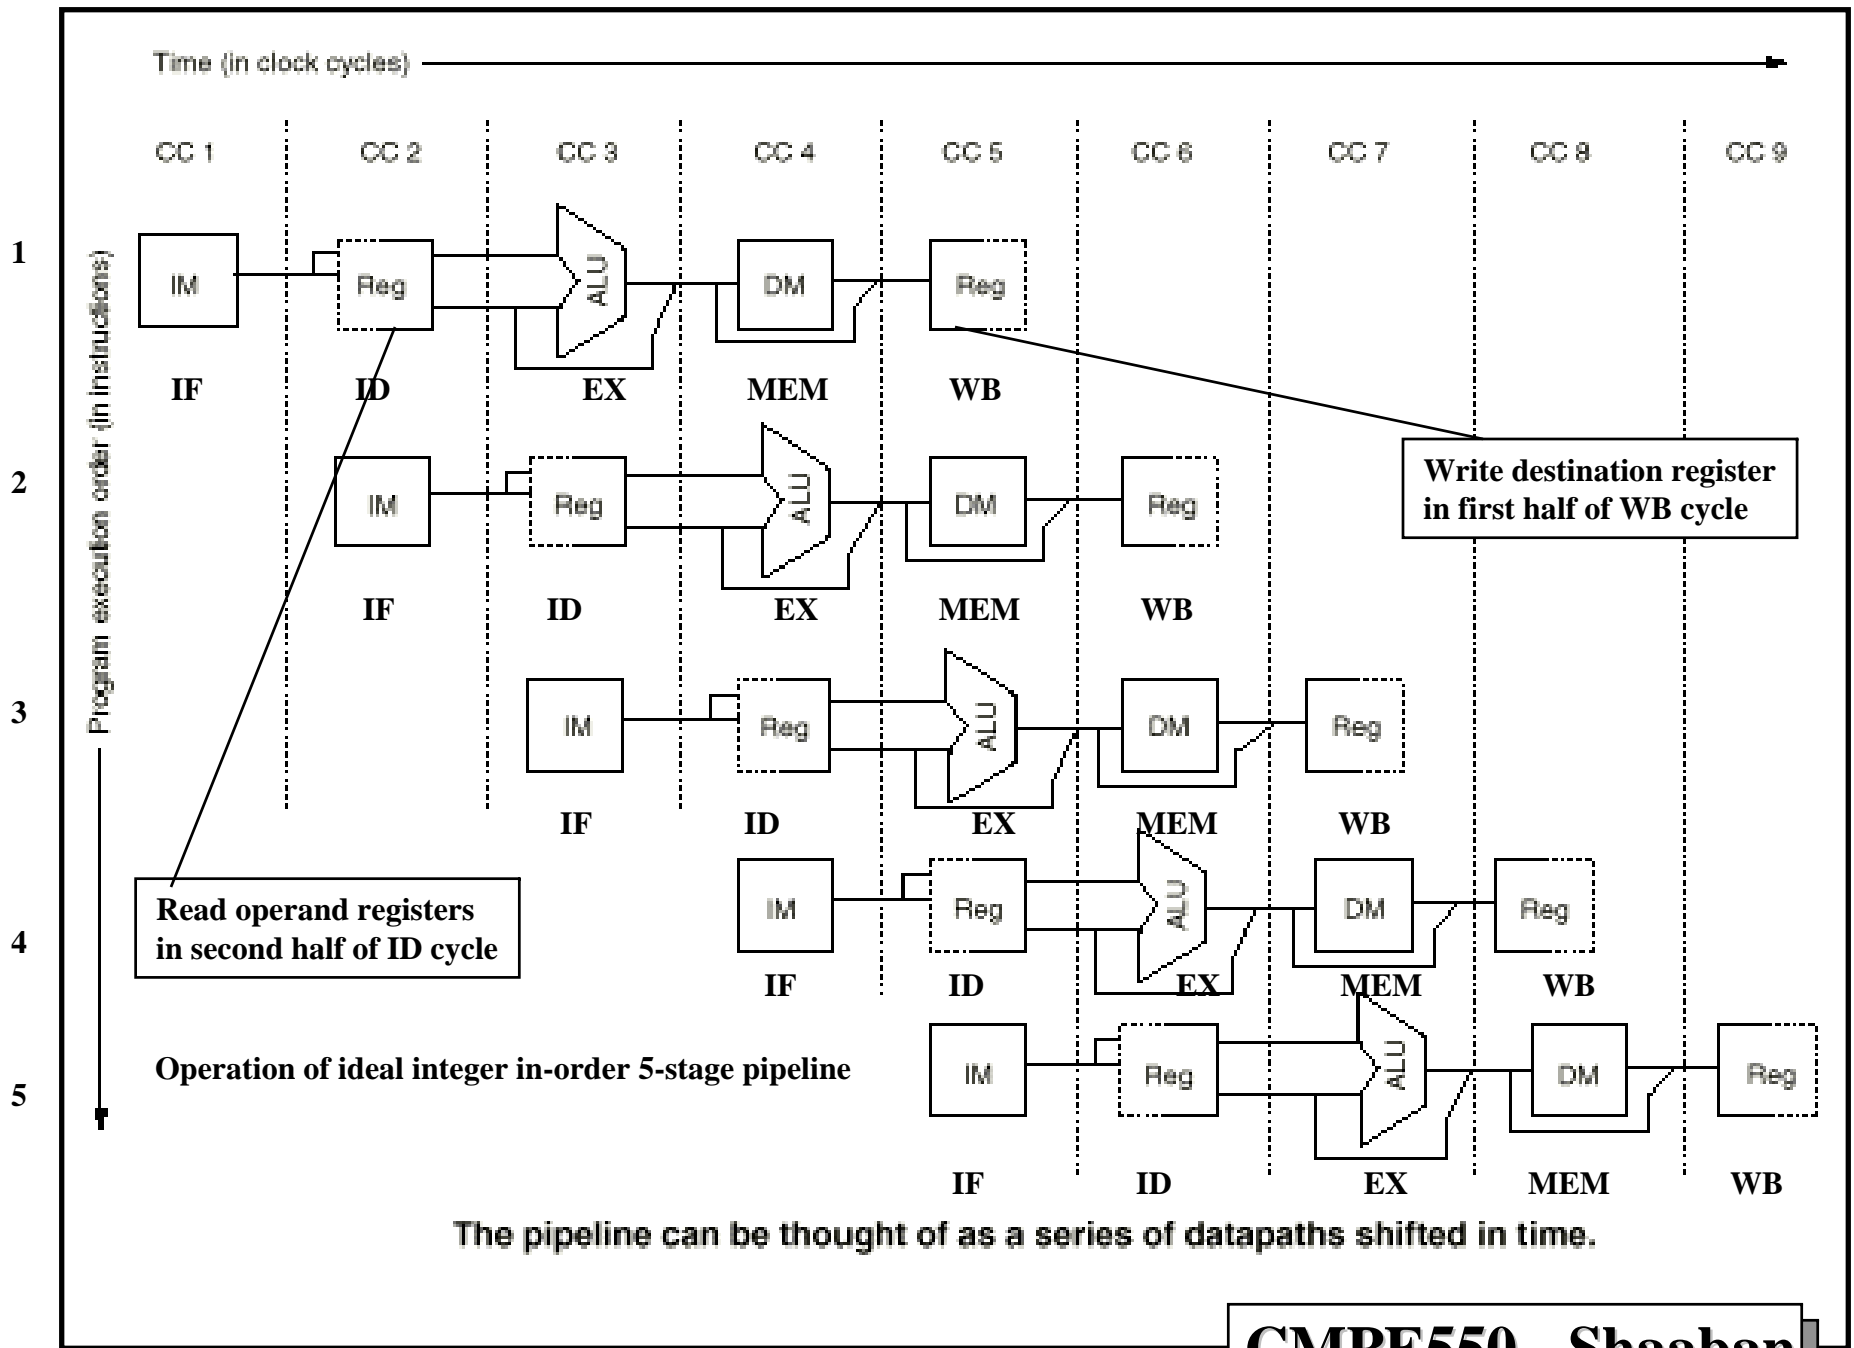 Time (in clock cycles)
CC 1 CC 2 CC 3 CC 4 CC 5 CC 6 CC 7 CC 8 CC 9
Program execution order (in instructions)
1
IM Reg ALU DM Reg
IF ID EX MEM WB
Write destination register
in first half of WB cycle
2
IM Reg ALU DM Reg
IF ID EX MEM WB
3
IM Reg ALU DM Reg
IF ID EX MEM WB
Read operand registers
in second half of ID cycle
4
IM Reg ALU DM Reg
IF ID EX MEM WB
Operation of ideal integer in-order 5-stage pipeline
5
IM Reg ALU DM Reg
IF ID EX MEM WB
The pipeline can be thought of as a series of datapaths shifted in time.
CMPE550 - Shaaban